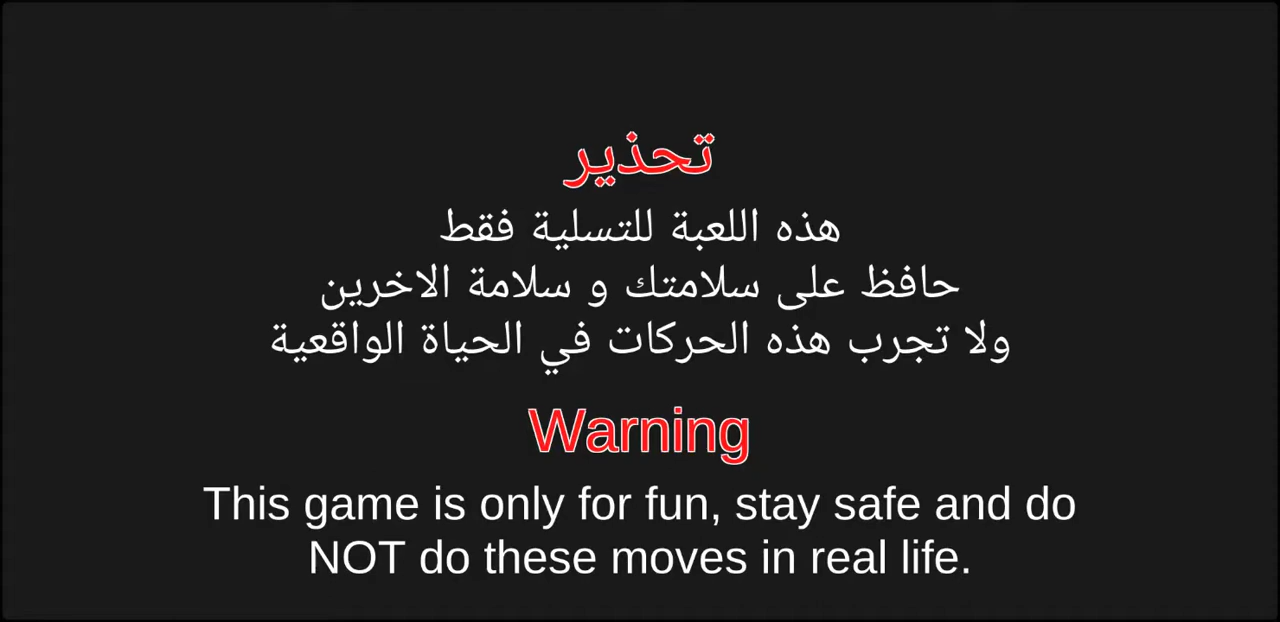 تحذير
هذه اللعبة للتسلية فقط
حافظ على سلامتك و سلامة الاخرين
ولا تجرب هذه الحركات في الحياة الواقعية
Warning
This game is only for fun, stay safe and do
NOT do these moves in real life.